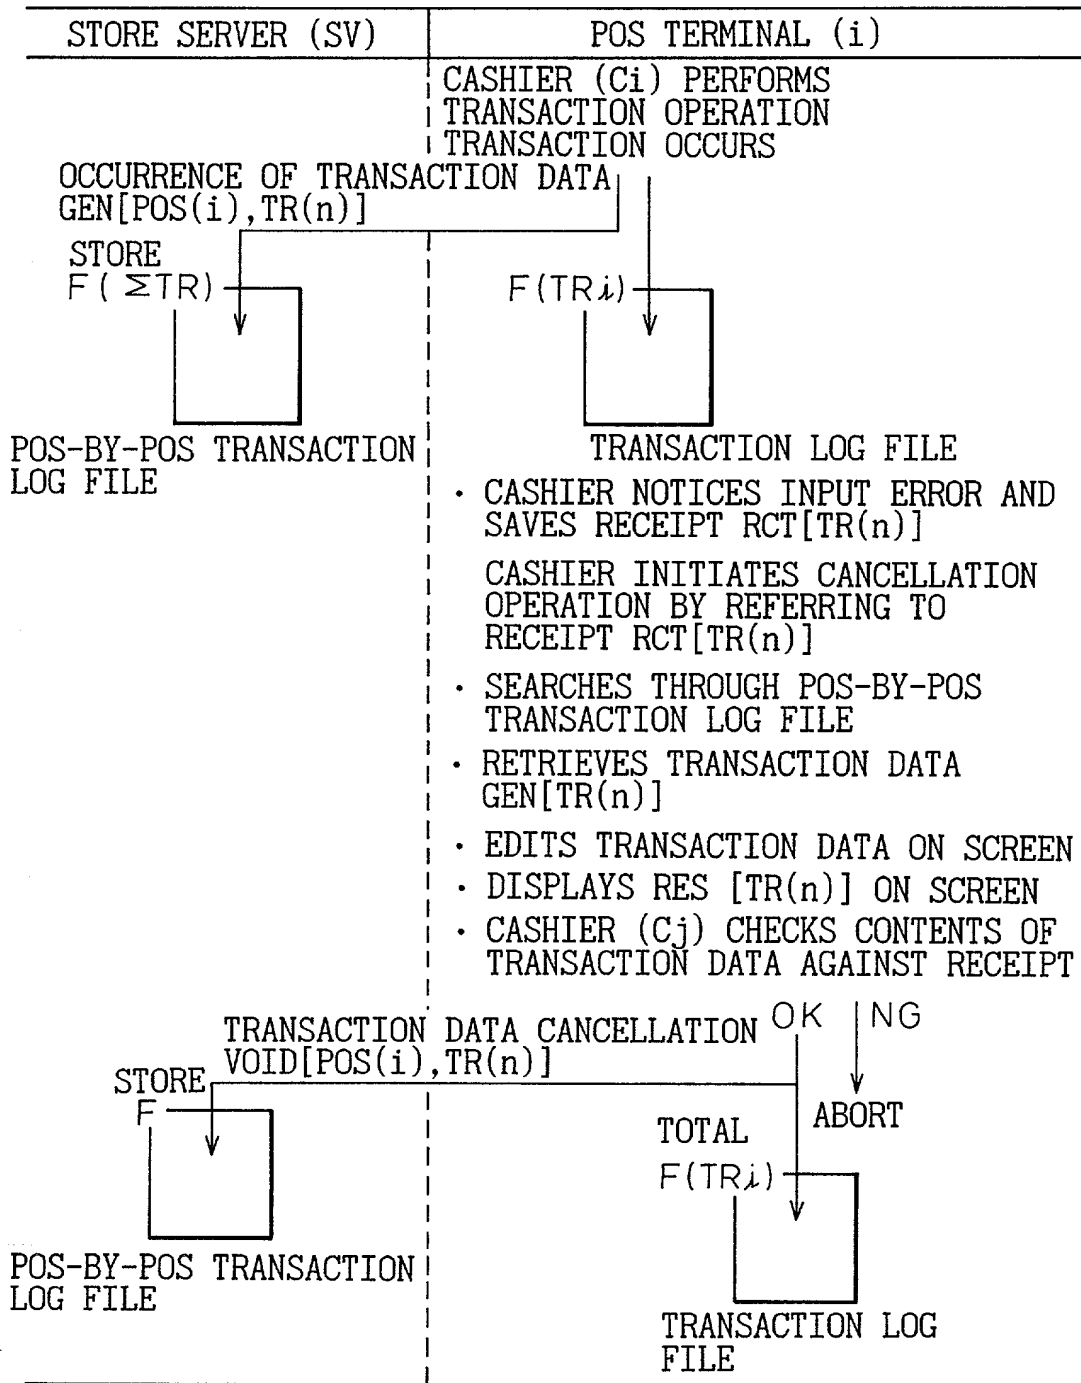 STORE SERVER (SV)
POS TERMINAL (i)
CASHIER (Ci) PERFORMS
TRANSACTION OPERATION
TRANSACTION OCCURS
OCCURRENCE OF TRANSACTION DATA
GEN[POS(i),TR(n)]
STORE
F(ΣTR)
F(TRi)
POS-BY-POS TRANSACTION
LOG FILE
TRANSACTION LOG FILE
· CASHIER NOTICES INPUT ERROR AND
SAVES RECEIPT RCT[TR(n)]
CASHIER INITIATES CANCELLATION
OPERATION BY REFERRING TO
RECEIPT RCT[TR(n)]
· SEARCHES THROUGH POS-BY-POS
TRANSACTION LOG FILE
· RETRIEVES TRANSACTION DATA
GEN[TR(n)]
· EDITS TRANSACTION DATA ON SCREEN
· DISPLAYS RES [TR(n)] ON SCREEN
· CASHIER (Cj) CHECKS CONTENTS OF
TRANSACTION DATA AGAINST RECEIPT
OK NG
TRANSACTION DATA CANCELLATION
VOID[POS(i),TR(n)]
STORE
F
ABORT
TOTAL
F(TRi)
POS-BY-POS TRANSACTION
LOG FILE
TRANSACTION LOG
FILE